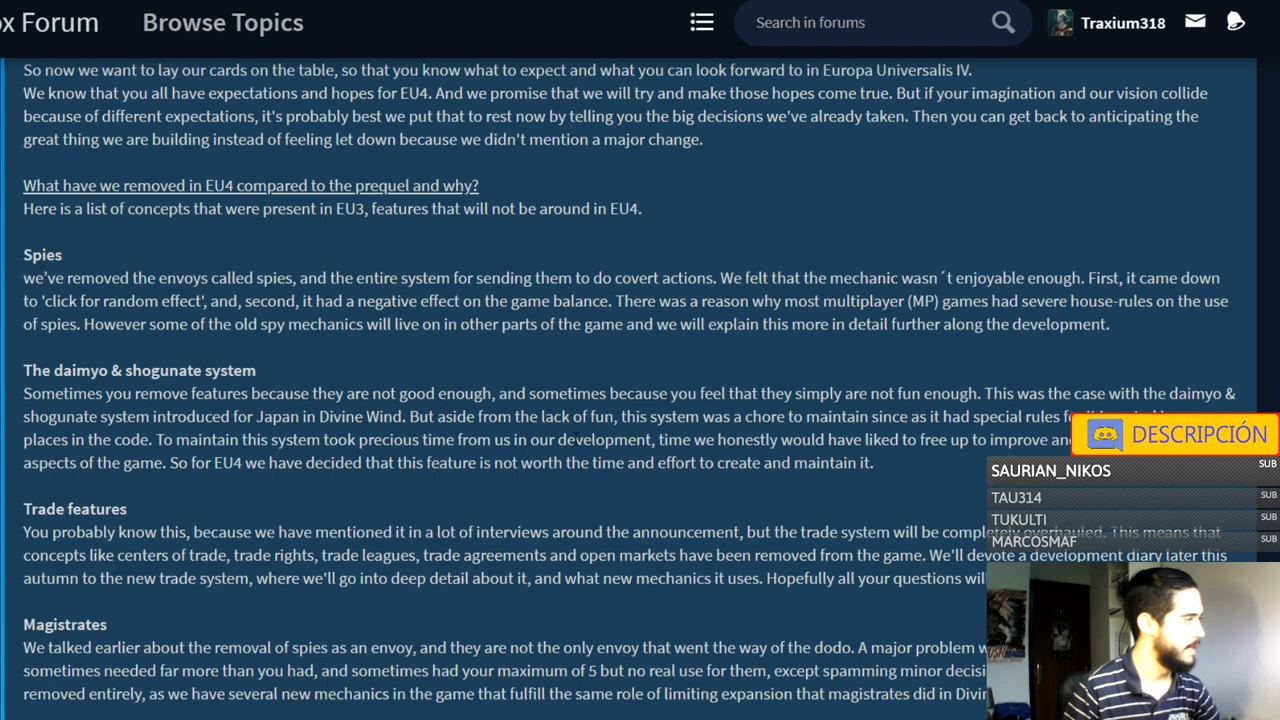 ox Forum
Browse Topics
Search in forums
Traxium318
So now we want to lay our cards on the table, so that you know what to expect and what you can look forward to in Europa Universalis IV.
We know that you all have expectations and hopes for EU4. And we promise that we will try and make those hopes come true. But if your imagination and our vision collide
because of different expectations, it's probably best we put that to rest now by telling you the big decisions we've already taken. Then you can get back to anticipating the
great thing we are building instead of feeling let down because we didn't mention a major change.
What have we removed in EU4 compared to the prequel and why?
Here is a list of concepts that were present in EU3, features that will not be around in EU4.
Spies
we’ve removed the envoys called spies, and the entire system for sending them to do covert actions. We felt that the mechanic wasn´t enjoyable enough. First, it came down
to 'click for random effect', and, second, it had a negative effect on the game balance. There was a reason why most multiplayer (MP) games had severe house-rules on the use
of spies. However some of the old spy mechanics will live on in other parts of the game and we will explain this more in detail further along the development.
The daimyo & shogunate system
Sometimes you remove features because they are not good enough, and sometimes because you feel that they simply are not fun enough. This was the case with the daimyo &
shogunate system introduced for Japan in Divine Wind. But aside from the lack of fun, this system was a chore to maintain since as it had special rules
places in the code. To maintain this system took precious time from us in our development, time we honestly would have liked to free up to improve
aspects of the game. So for EU4 we have decided that this feature is not worth the time and effort to create and maintain it.
Trade features
You probably know this, because we have mentioned it in a lot of interviews around the announcement, but the trade system will be completely overhauled. This means that
concepts like centers of trade, trade rights, trade leagues, trade agreements and open markets have been removed from the game. We'll devote a development diary later this
autumn to the new trade system, where we'll go into deep detail about it, and what new mechanics it uses. Hopefully all your questions
Magistrates
We talked earlier about the removal of spies as an envoy, and they are not the only envoy that went the way of the dodo. A major problem
sometimes needed far more than you had, and sometimes had your maximum of 5 but no real use for them, except spamming minor
removed entirely, as we have several new mechanics in the game that fulfill the same role of limiting expansion that magistrates did in
DESCRIPCIÓN
SAURIAN_NIKOS SUB
TAU314 SUB
TUKULTI SUB
MARCOSMAF SUB